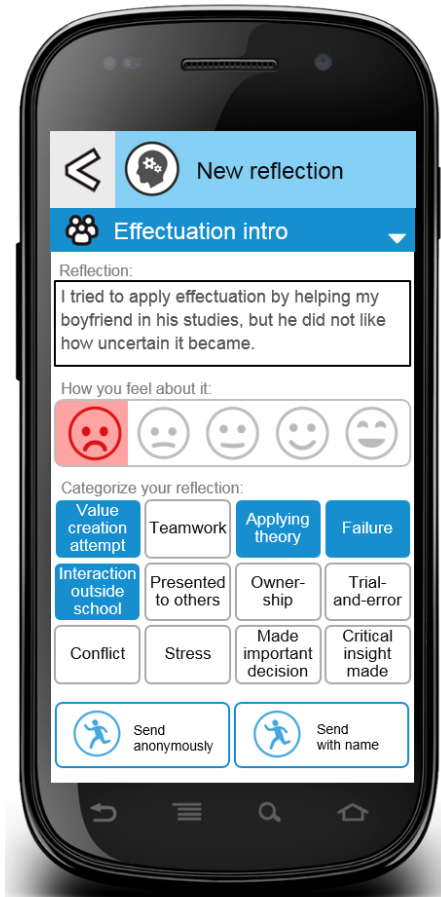 New reflection
Effectuation intro
Reflection:
I tried to apply effectuation by helping my
boyfriend in his studies, but he did not like
how uncertain it became.
How you feel about it:
Categorize your reflection:
Value
creation
attempt
Teamwork
Applying
theory
Failure
Interaction
outside
school
Presented
to others
Owner-
ship
Trial-
and-error
Conflict
Stress
Made
important
decision
Critical
insight
made
Send
anonymously
Send
with name